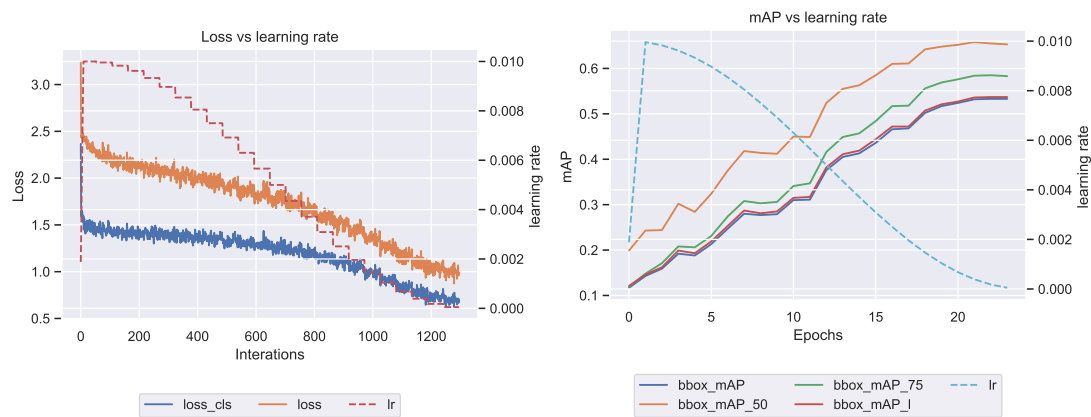 Loss vs learning rate
3.0
2.5
2.0
1.5
1.0
0.5
Loss
0.010
0.008
0.006
0.004
0.002
0.000
learning rate
0 200 400 600 800 1000 1200
Interations
loss_cls loss lr
mAP vs learning rate
0.6
0.5
0.4
0.3
0.2
0.1
mAP
0.010
0.008
0.006
0.004
0.002
0.000
learning rate
0 5 10 15 20
Epochs
bbox_mAP bbox_mAP_75 lr
bbox_mAP_50 bbox_mAP_l